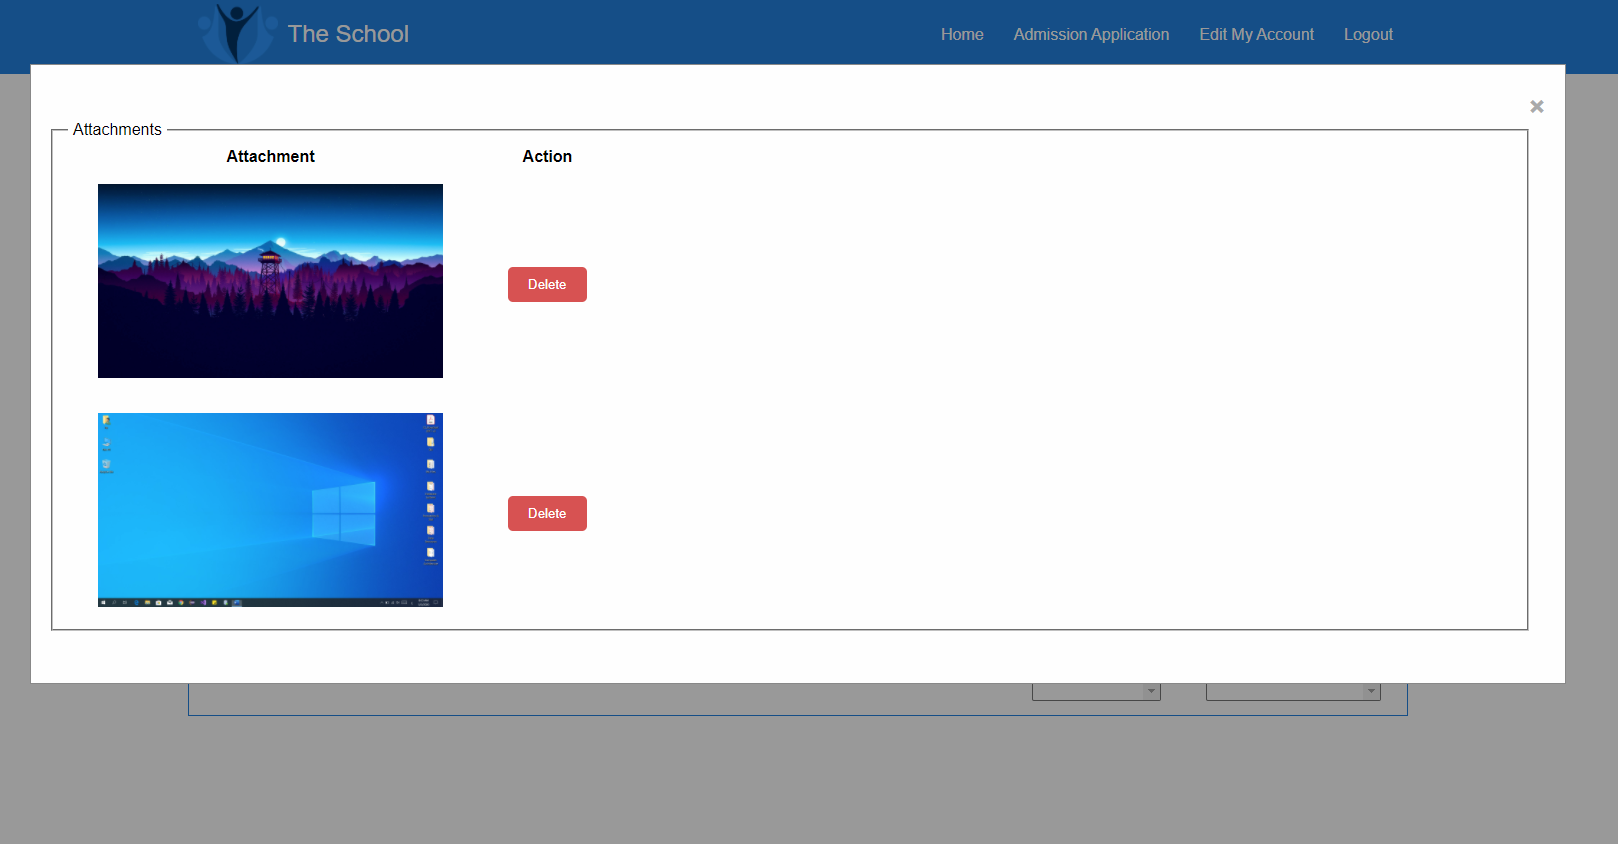 The School
Home
Admission Application
Edit My Account
Logout
Attachments
Attachment
Action
Delete
Delete